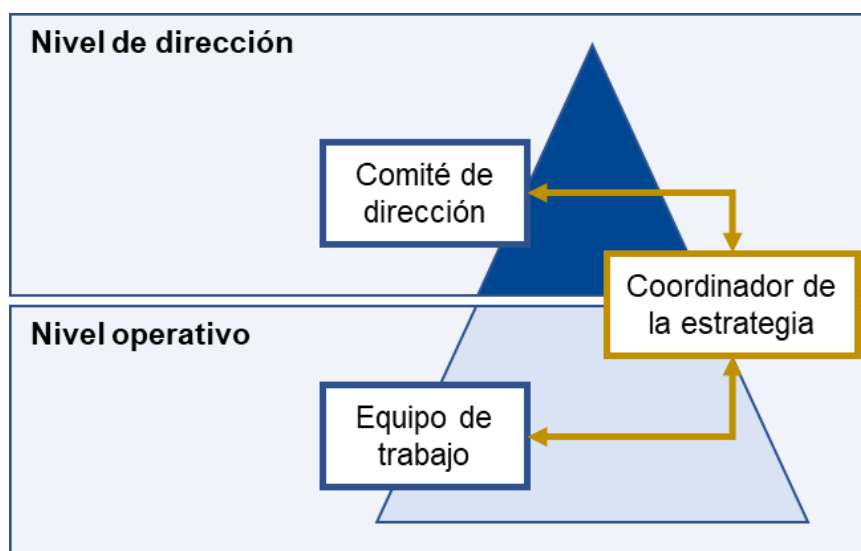 Nivel de dirección
Comité de
dirección
Coordinador de
la estrategia
Nivel operativo
Equipo de
trabajo